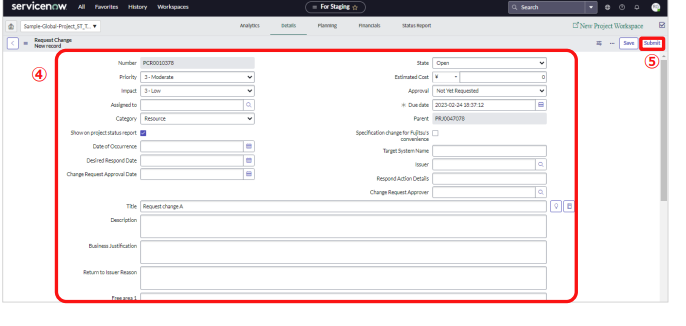 servicenow All Favorites History Workspaces For Staging ☆ Search
Sample-Global-Project_ST_T... Analytics Details Planning Financials Status Report New Project Workspace
Request Change
New record
Save Submit
④
⑤
Number PCR0010378 State Open
Priority 3 - Moderate Estimated Cost ¥ 0
Impact 3 - Low Approval Not Yet Requested
Assigned to Due date 2023-02-24 18:37:12
Category Resource Parent PRJ0047078
Show on project status report Specification change for Fujitsu's convenience
Date of Occurrence Target System Name
Desired Respond Date Issuer
Change Request Approval Date Respond Action Details
Change Request Approver
Title Request change A
Description
Business Justification
Return to Issuer Reason
Free area 1